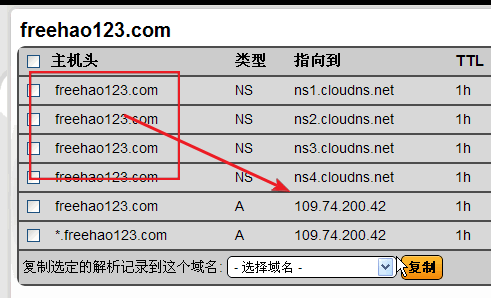 freehao123.com
主机头 类型 指向到 TTL
freehao123.com NS ns1.cloudns.net 1h
freehao123.com NS ns2.cloudns.net 1h
freehao123.com NS ns3.cloudns.net 1h
freehao123.com NS ns4.cloudns.net 1h
freehao123.com A 109.74.200.42 1h
*.freehao123.com A 109.74.200.42 1h
复制选定的解析记录到这个域名: - 选择域名 - 复制